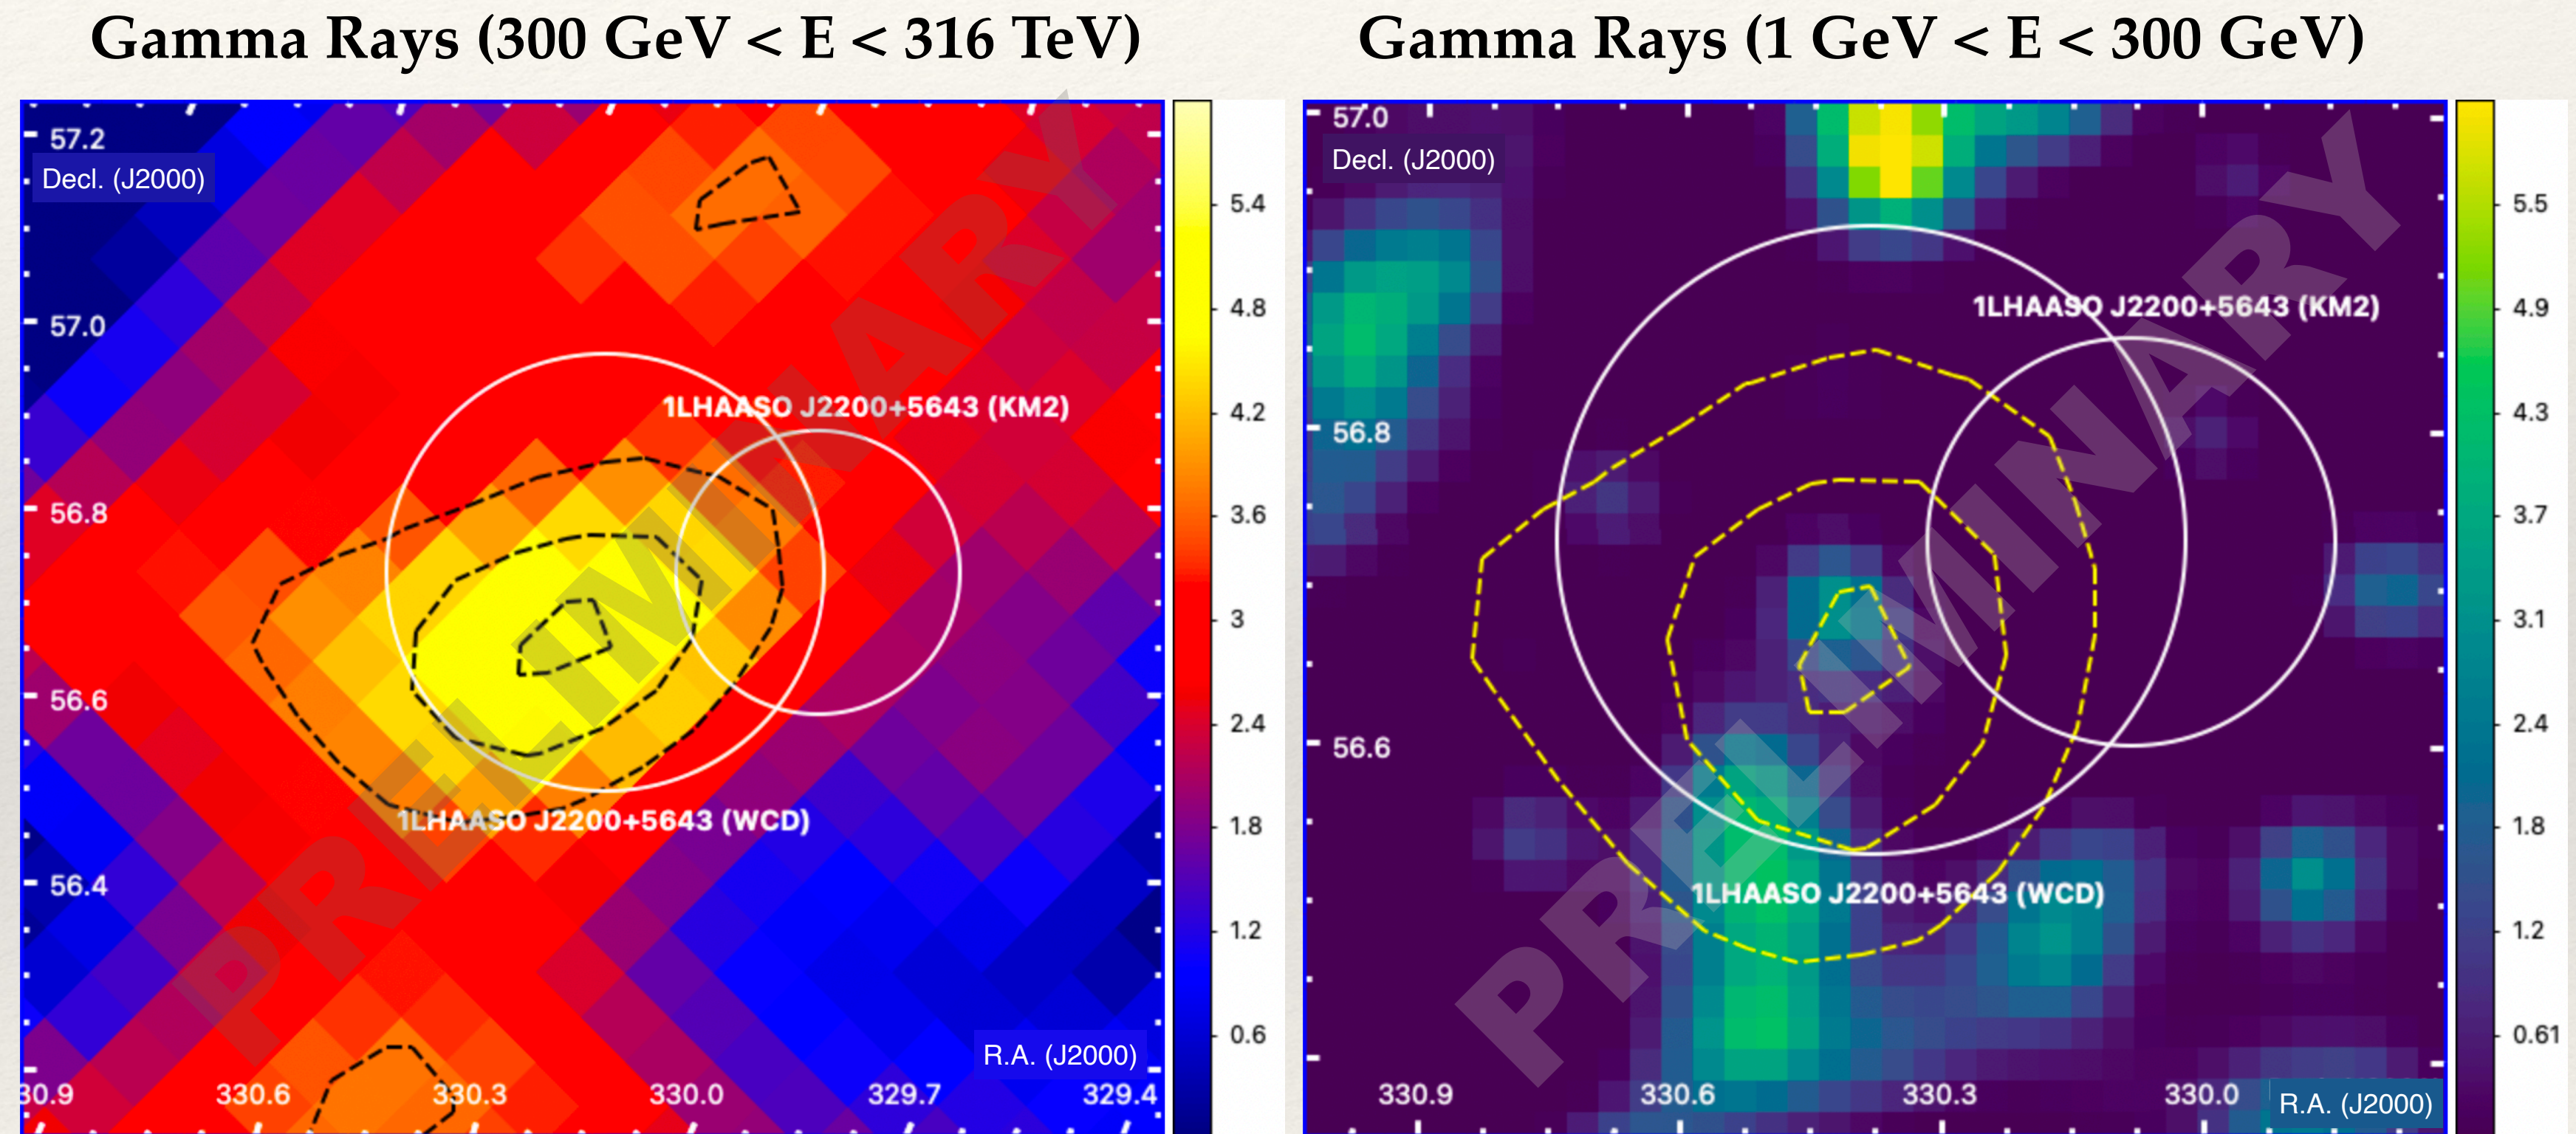 Gamma Rays (300 GeV < E < 316 TeV)
57.2
Decl. (J2000)
57.0
56.8
56.6
56.4
1LHAASO J2200+5643 (KM2)
1LHAASO J2200+5643 (WCD)
PRELIMINARY
R.A. (J2000)
30.9 330.6 330.3 330.0 329.7 329.4
5.4
4.8
4.2
3.6
3
2.4
1.8
1.2
0.6
Gamma Rays (1 GeV < E < 300 GeV)
57.0
Decl. (J2000)
56.8
56.6
1LHAASO J2200+5643 (KM2)
1LHAASO J2200+5643 (WCD)
PRELIMINARY
330.9 330.6 330.3 330.0 R.A. (J2000)
5.5
4.9
4.3
3.7
3.1
2.4
1.8
1.2
0.61